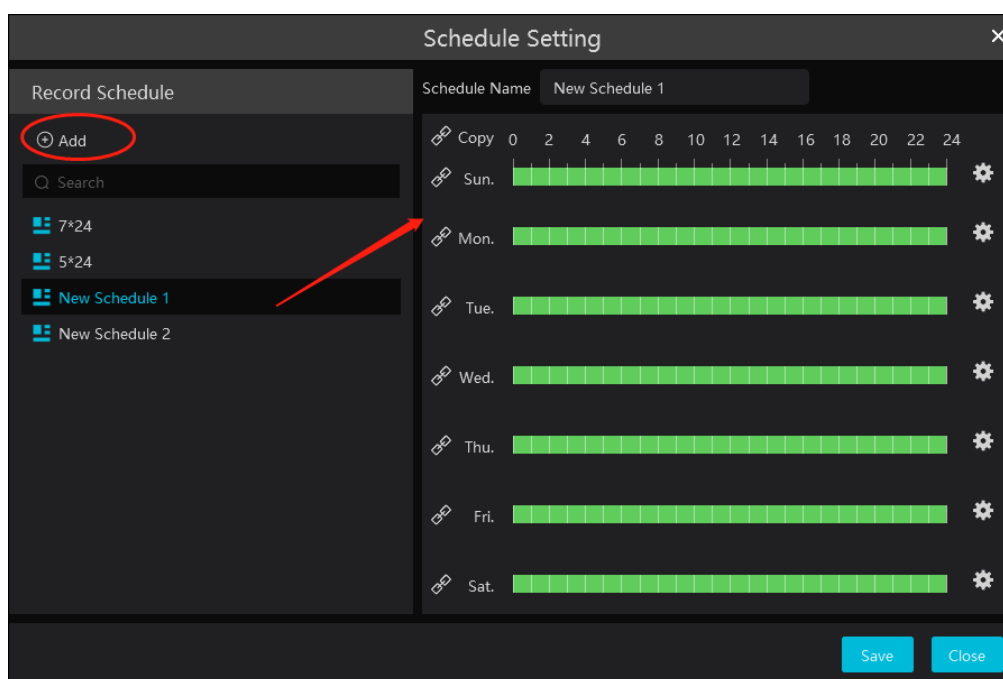 Schedule Setting
Record Schedule
Add
Search
7*24
5*24
New Schedule 1
New Schedule 2
Schedule Name New Schedule 1
Copy 0 2 4 6 8 10 12 14 16 18 20 22 24
Sun.
Mon.
Tue.
Wed.
Thu.
Fri.
Sat.
Save Close